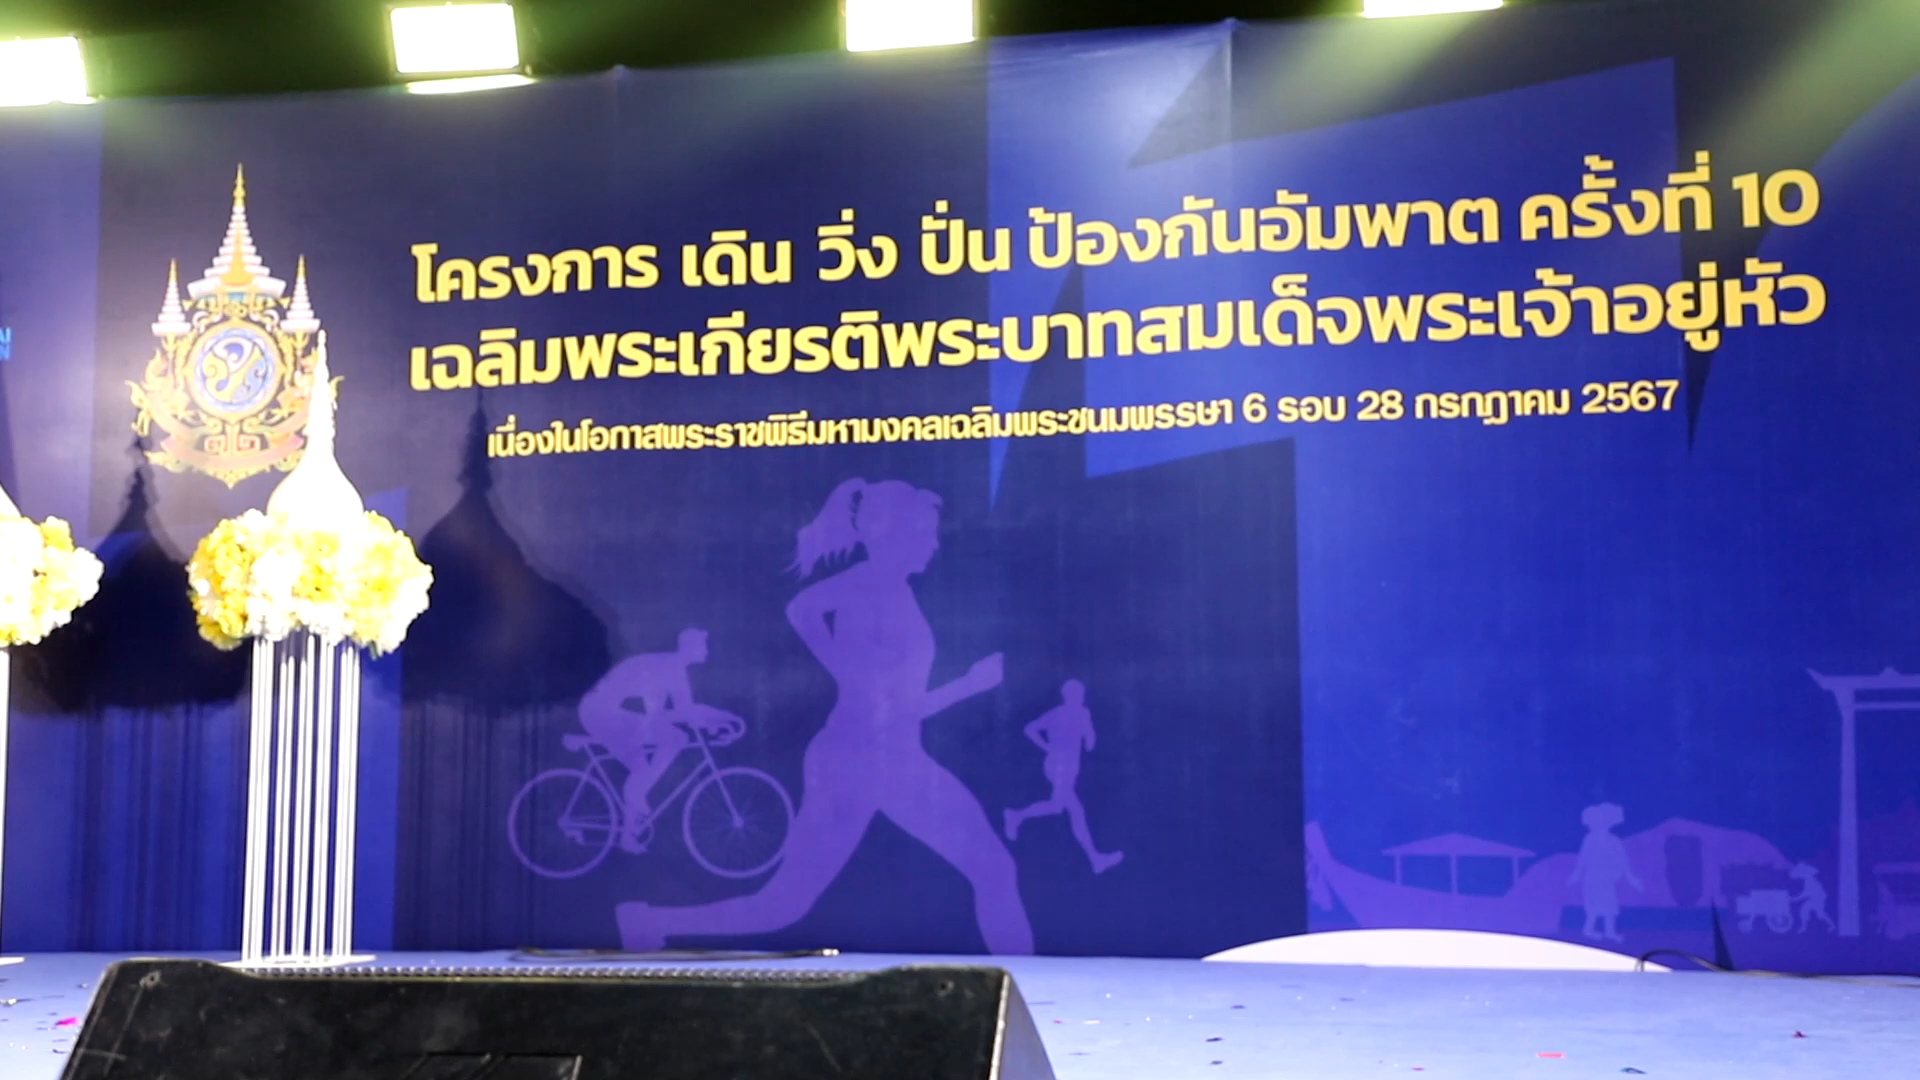 โครงการ เดิน วิ่ง ปั่น ป้องกันอัมพาต ครั้งที่ 10
เฉลิมพระเกียรติพระบาทสมเด็จพระเจ้าอยู่หัว
เนื่องในโอกาสพระราชพิธีมหามงคลเฉลิมพระชนมพรรษา 6 รอบ 28 กรกฎาคม 2567